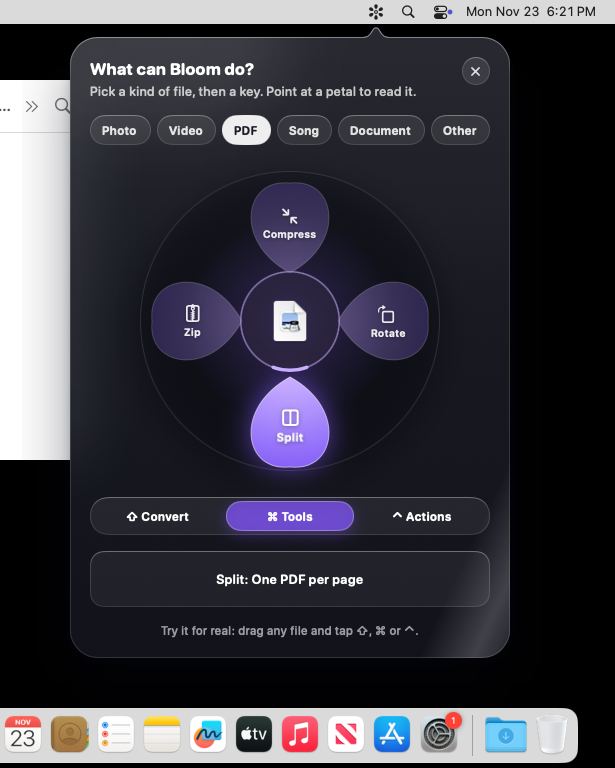 Mon Nov 23 6:21 PM
What can Bloom do?
Pick a kind of file, then a key. Point at a petal to read it.
...
Photo Video PDF Song Document Other
Compress
Zip
Rotate
Split
⇧ Convert ⌘ Tools ⌃ Actions
Split: One PDF per page
Try it for real: drag any file and tap ⇧, ⌘ or ⌃.
NOV
23
tv
1